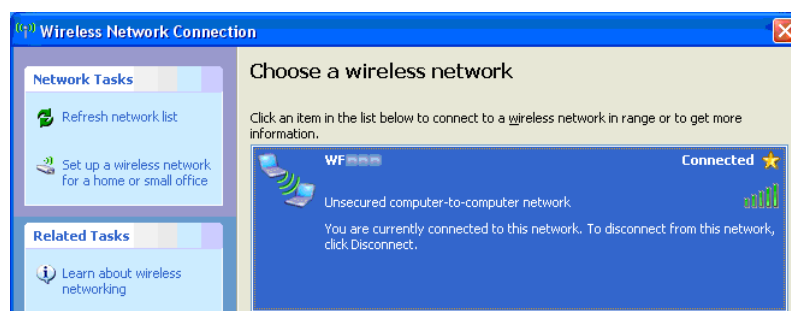 Wireless Network Connection
Network Tasks
Refresh network list
Set up a wireless network
for a home or small office
Related Tasks
Learn about wireless
networking
Choose a wireless network
Click an item in the list below to connect to a wireless network in range or to get more
information.
WF
Connected
Unsecured computer-to-computer network
You are currently connected to this network. To disconnect from this network,
click Disconnect.